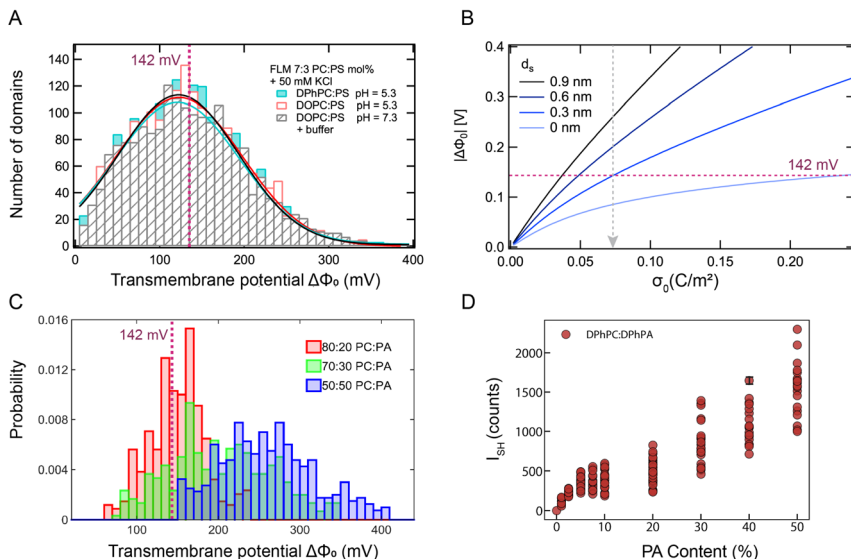 A
142 mV
FLM 7:3 PC:PS mol%
+ 50 mM KCl
DPhPC:PS pH = 5.3
DOPC:PS pH = 5.3
DOPC:PS pH = 7.3
+ buffer
Number of domains
140
120
100
80
60
40
20
0
0 100 200 300 400
Transmembrane potential ΔΦ₀ (mV)
B
dₛ
0.9 nm
0.6 nm
0.3 nm
0 nm
142 mV
|ΔΦ₀| [V]
0.4
0.3
0.2
0.1
0.0
0.00 0.05 0.10 0.15 0.20
σ₀(C/m²)
C
142 mV
80:20 PC:PA
70:30 PC:PA
50:50 PC:PA
Probability
0.016
0.012
0.008
0.004
0
100 200 300 400
Transmembrane potential ΔΦ₀ (mV)
D
DPhPC:DPhPA
I_SH (counts)
2000
1500
1000
500
0
0 10 20 30 40 50
PA Content (%)